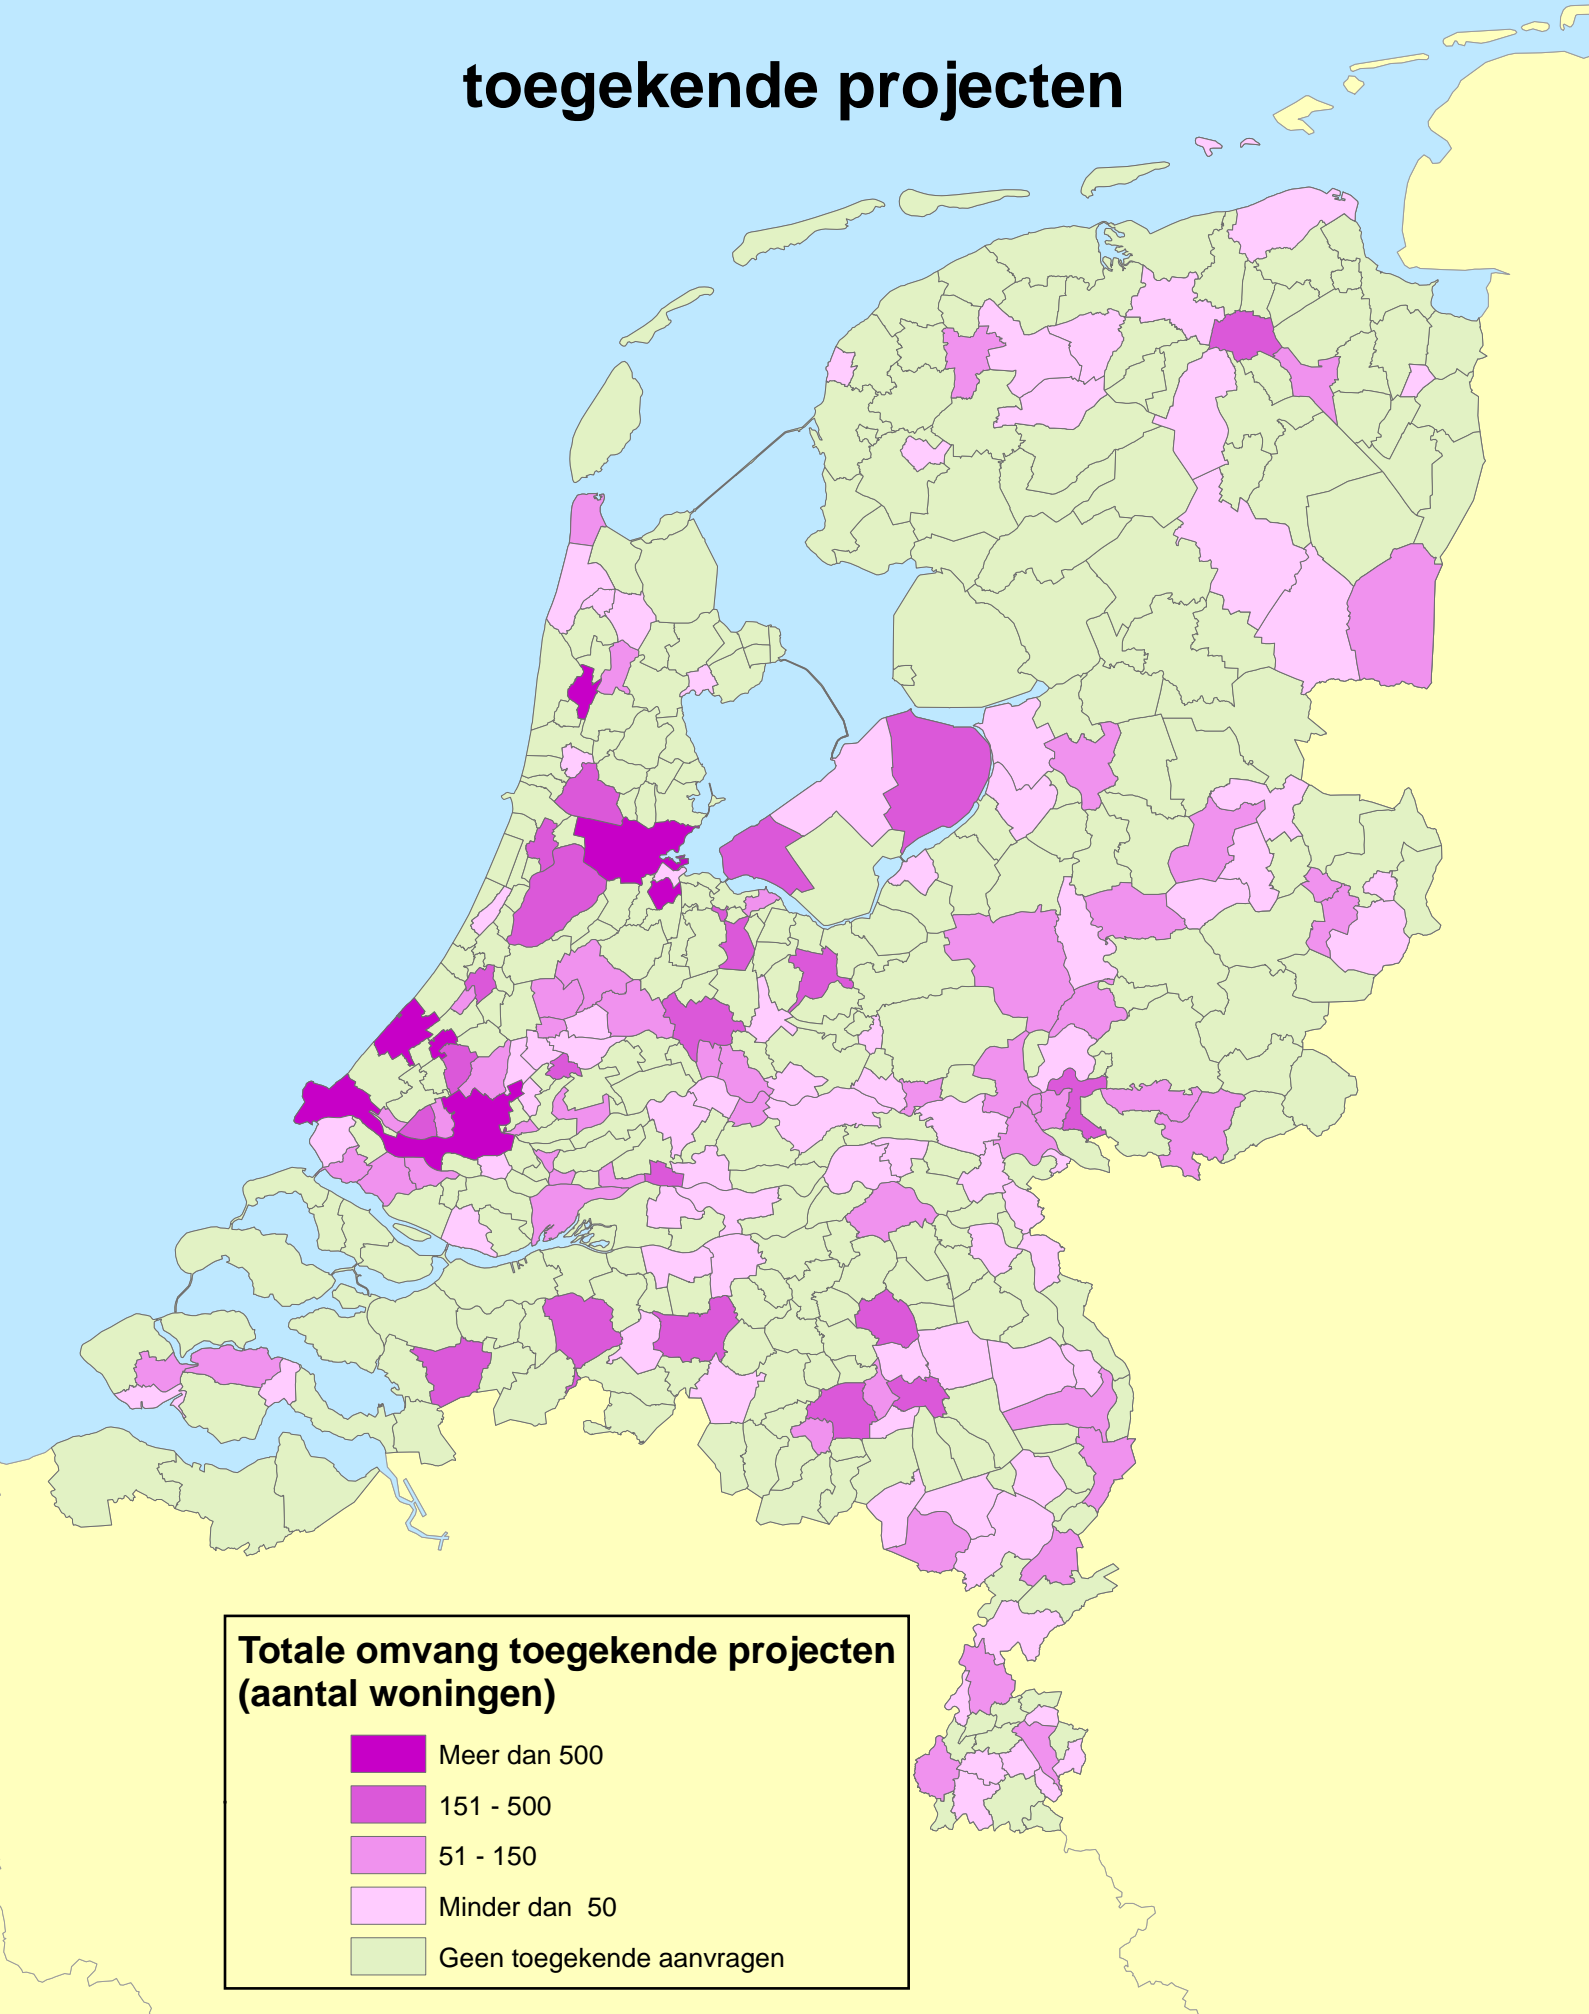 toegekende projecten
Totale omvang toegekende projecten
(aantal woningen)
Meer dan 500
151 - 500
51 - 150
Minder dan  50
Geen toegekende aanvragen